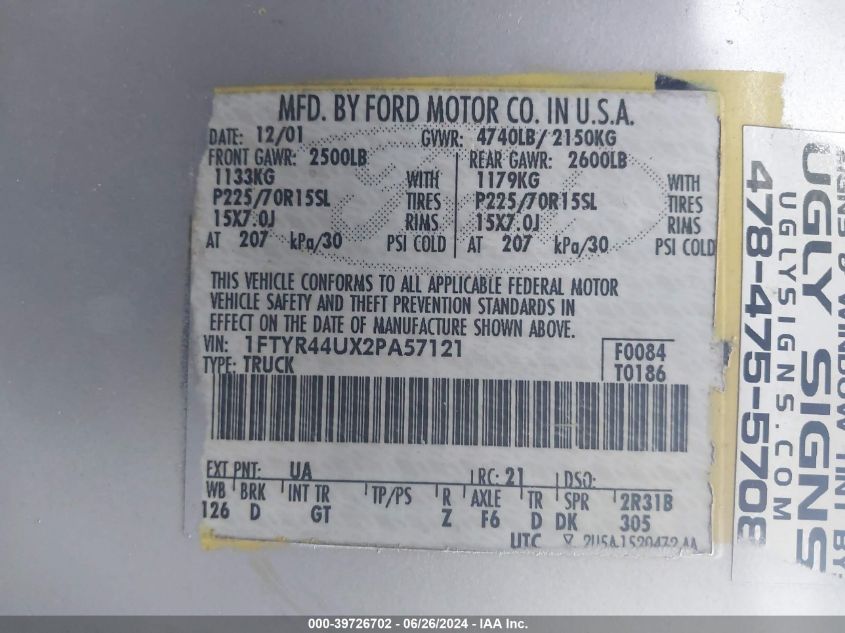 MFD. BY FORD MOTOR CO. IN U.S.A.
DATE: 12/01 GVWR: 4740LB/ 2150KG
FRONT GAWR: 2500LB REAR GAWR: 2600LB
1133KG WITH 1179KG WITH
P225/70R15SL TIRES P225/70R15SL TIRES
15X7.0J RIMS 15X7.0J RIMS
AT 207 kPa/30 PSI COLD AT 207 kPa/30 PSI COLD
THIS VEHICLE CONFORMS TO ALL APPLICABLE FEDERAL MOTOR
VEHICLE SAFETY AND THEFT PREVENTION STANDARDS IN
EFFECT ON THE DATE OF MANUFACTURE SHOWN ABOVE.
VIN: 1FTYR44UX2PA57121 F0084
TYPE: TRUCK T0186
EXT PNT: UA RC: 21 DSO:
WB BRK INT TR TP/PS R AXLE TR SPR 2R31B
126 D GT Z F6 D DK 305
UTC
WINDOW TINT BY:
UGLY SIGNS
UGLYSIGNS.COM
478-475-5708
000-39726702 - 06/26/2024 - IAA Inc.